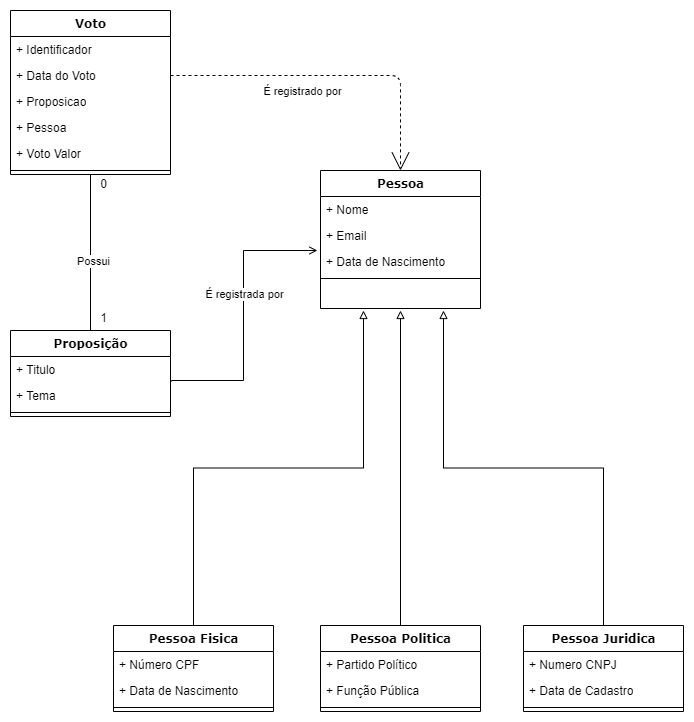 Voto
+ Identificador
+ Data do Voto
+ Proposicao
+ Pessoa
+ Voto Valor
É registrado por
0
Possui
1
Pessoa
+ Nome
+ Email
+ Data de Nascimento
É registrada por
Proposição
+ Titulo
+ Tema
Pessoa Fisica
+ Número CPF
+ Data de Nascimento
Pessoa Politica
+ Partido Político
+ Função Pública
Pessoa Juridica
+ Numero CNPJ
+ Data de Cadastro